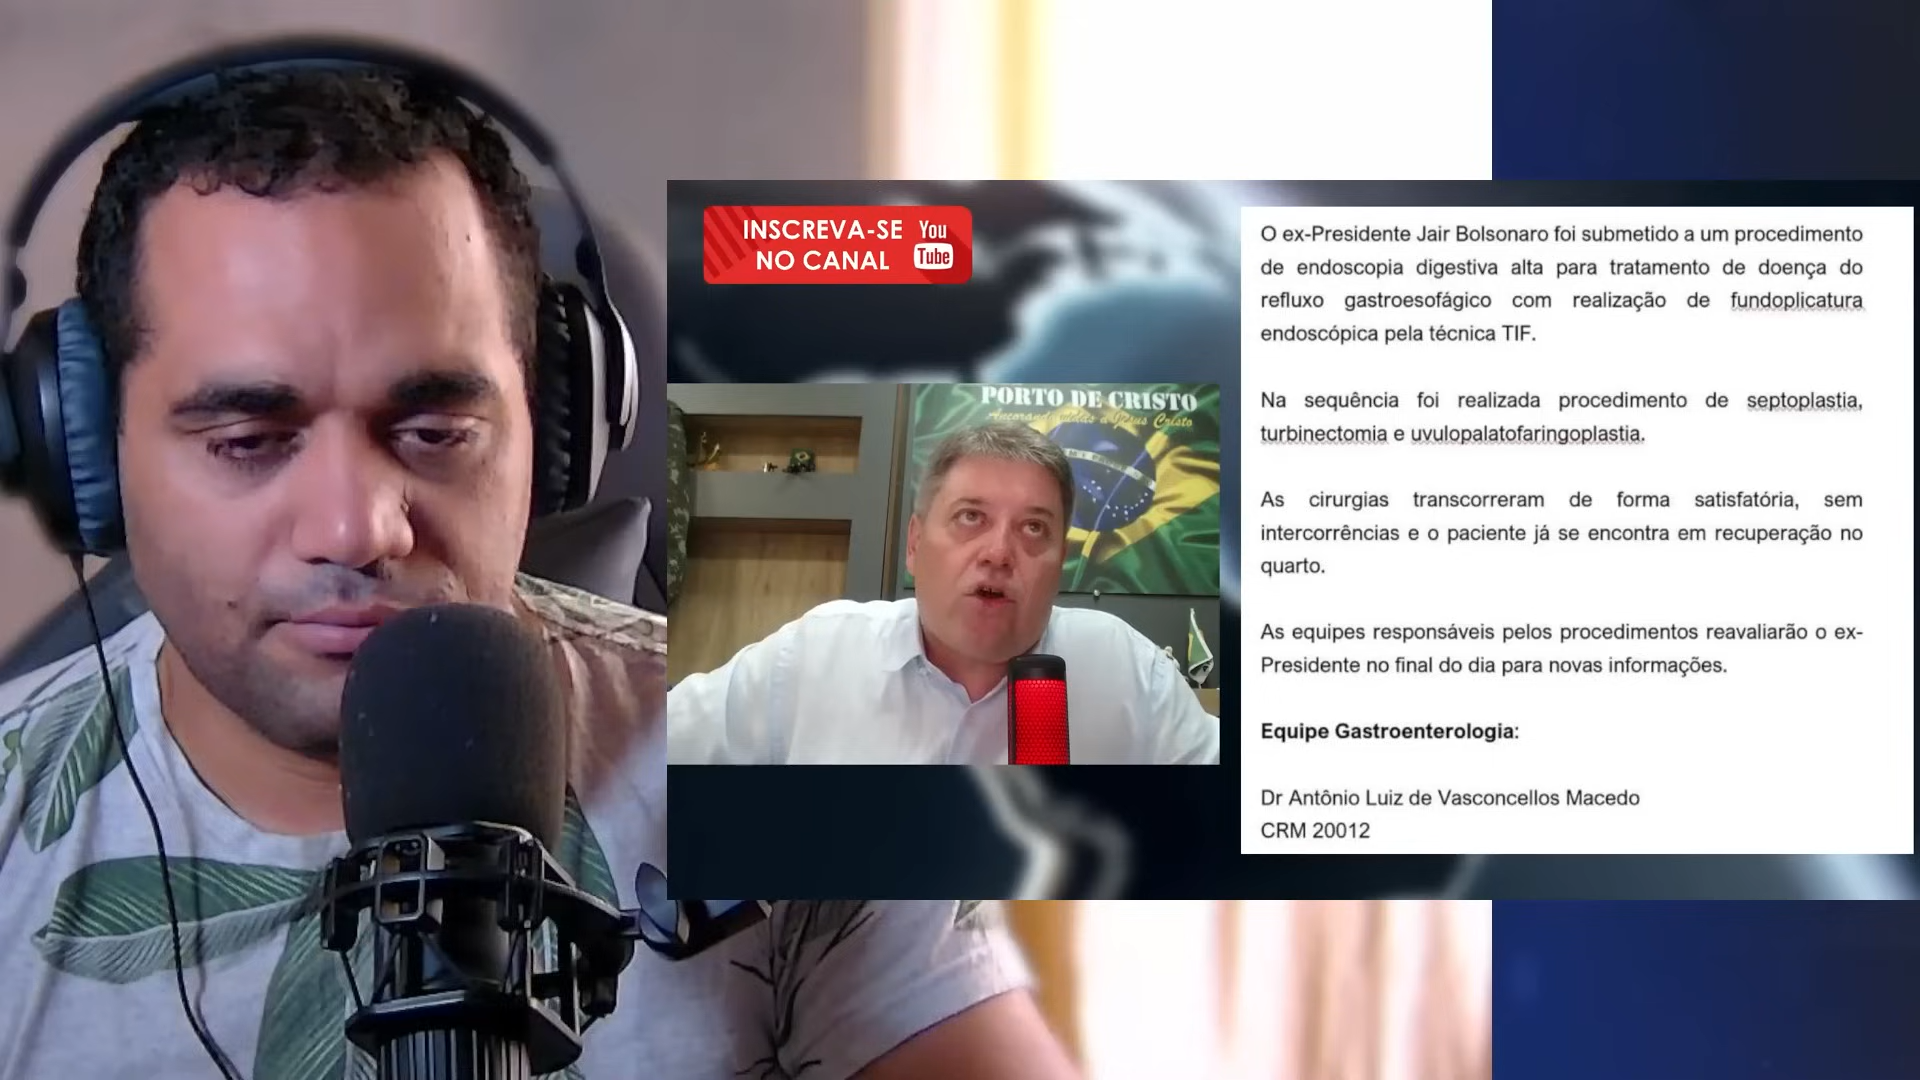 INSCREVA-SE
NO CANAL
You
Tube
PORTO DE CRISTO
O ex-Presidente Jair Bolsonaro foi submetido a um procedimento
de endoscopia digestiva alta para tratamento de doença do
refluxo gastroesofágico com realização de fundoplicatura
endoscópica pela técnica TIF.
Na sequência foi realizada procedimento de septoplastia,
turbinectomia e uvulopalatofaringoplastia.
As cirurgias transcorreram de forma satisfatória, sem
intercorrências e o paciente já se encontra em recuperação no
quarto.
As equipes responsáveis pelos procedimentos reavaliarão o ex-
Presidente no final do dia para novas informações.
Equipe Gastroenterologia:
Dr Antônio Luiz de Vasconcellos Macedo
CRM 20012